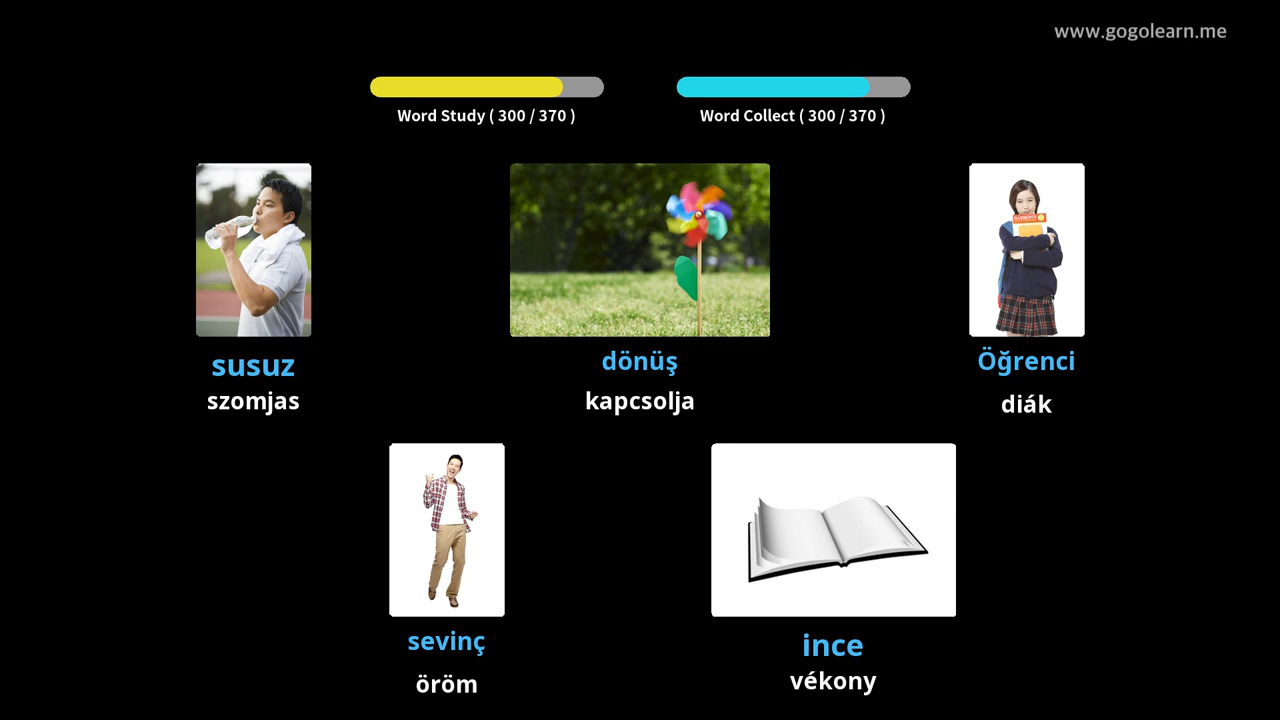 www.gogolearn.me
Word Study ( 300 / 370 )
Word Collect ( 300 / 370 )
susuz
szomjas
dönüş
kapcsolja
Öğrenci
diák
sevinç
öröm
ince
vékony